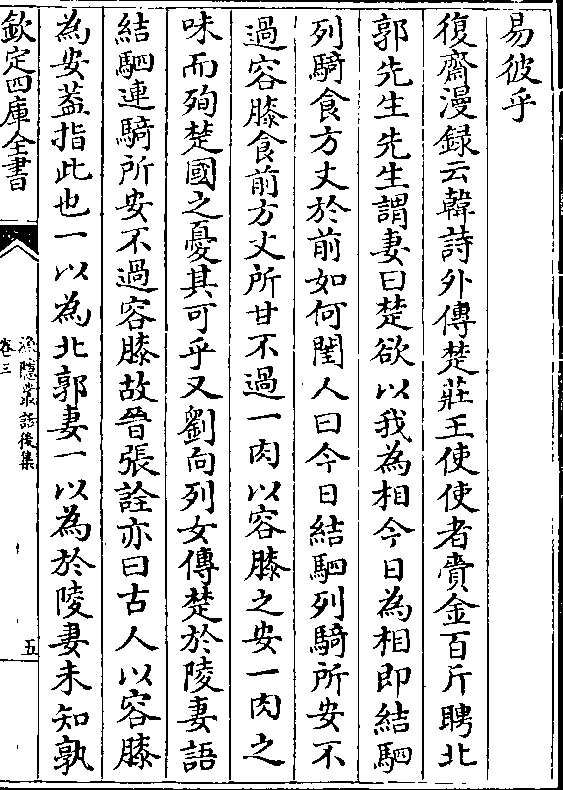 易彼乎
復齋漫録云韓詩外傳楚莊王使使者賫金百斤聘北
郭先生先生謂妻曰楚欲以我為相今日為相即結駟
列騎食方丈於前如何閨人曰今日結駟列騎所安不
過容膝食前方丈所甘不過一肉以容膝之安一肉之
味而殉楚國之憂其可乎又劉向列女傳楚於陵妻語
結駟連騎所安不過容膝故晉張詮亦曰古人以容膝
為安葢指此也一以為北郭妻一以為於陵妻未知孰
欽定四庫全書
漁隱叢話後集
卷三
五